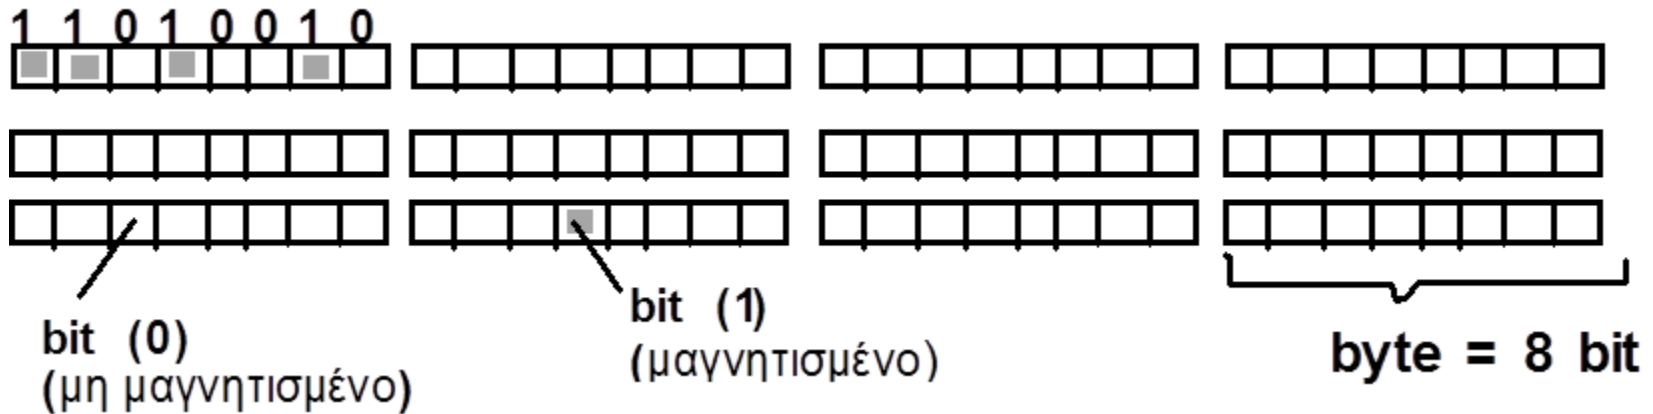 1 1 0 1 0 0 1 0
bit (0)
(μη μαγνητισμένο)
bit (1)
(μαγνητισμένο)
byte = 8 bit